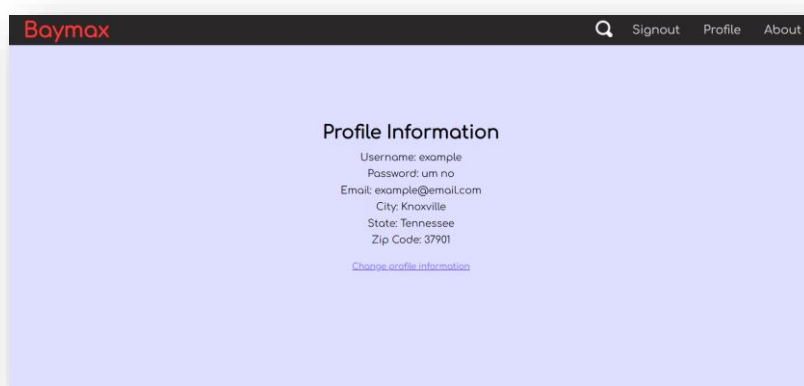 Baymax
Signout Profile About
Profile Information
Username: example
Password: um no
Email: example@email.com
City: Knoxville
State: Tennessee
Zip Code: 37901
Change profile information